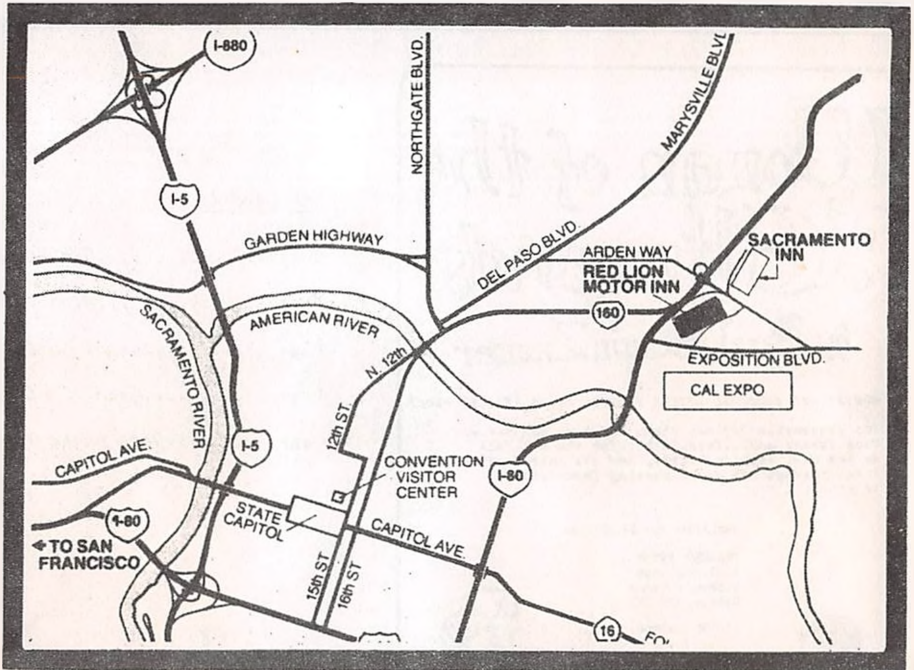 I-880
NORTHGATE BLVD.
MARYSVILLE BLVD
I-5
GARDEN HIGHWAY
DEL PASO BLVD.
ARDEN WAY
SACRAMENTO
INN
RED LION
MOTOR INN
160
AMERICAN RIVER
SACRAMENTO RIVER
N. 12th
EXPOSITION BLVD.
CAL EXPO
12th ST.
I-5
CAPITOL AVE.
CONVENTION
VISITOR
CENTER
I-80
STATE
CAPITOL
CAPITOL AVE.
I-80
TO SAN
FRANCISCO
15th ST
16th ST
16